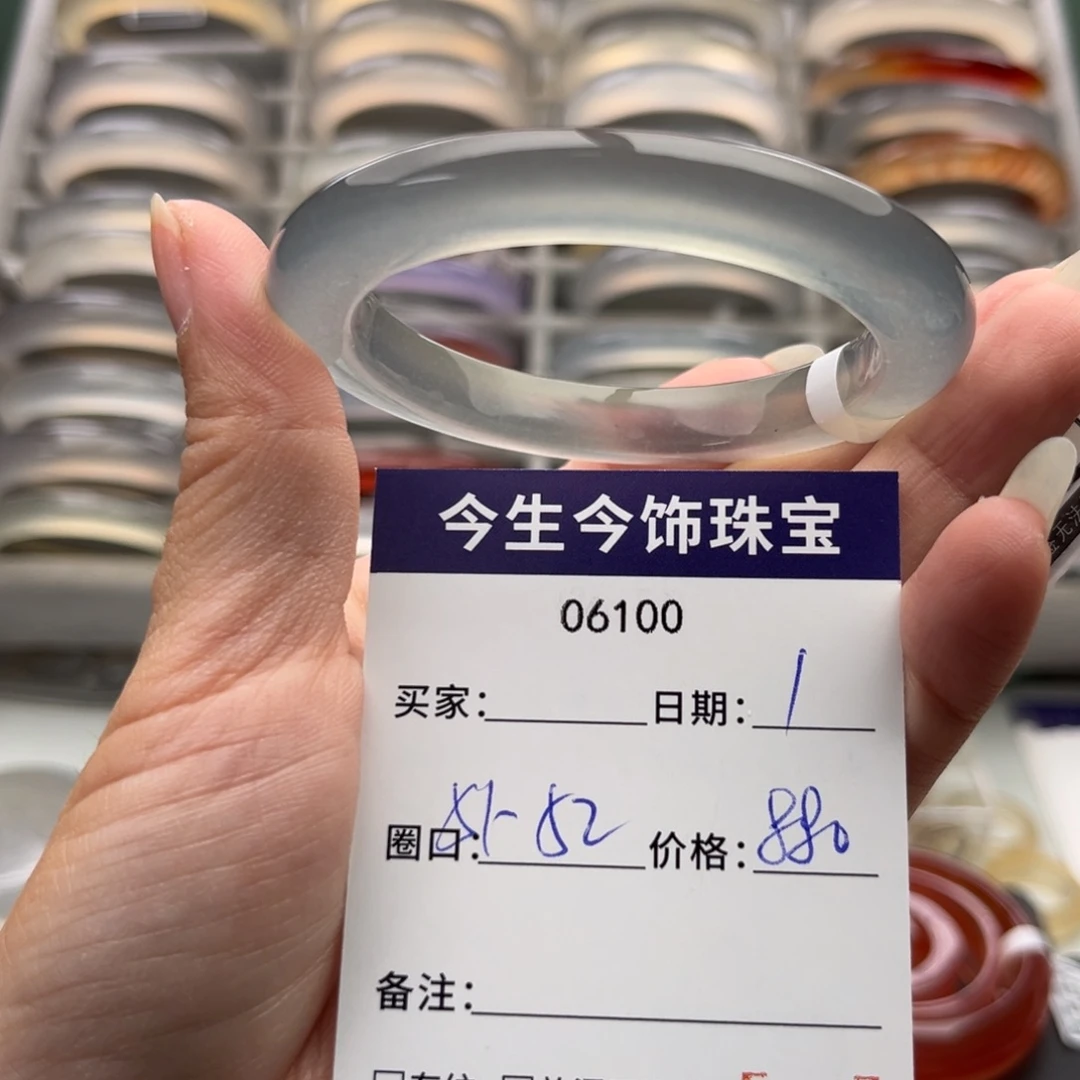 今生今饰珠宝
06100
买家： 日期：1
圈口：51-52 价格：880
备注：